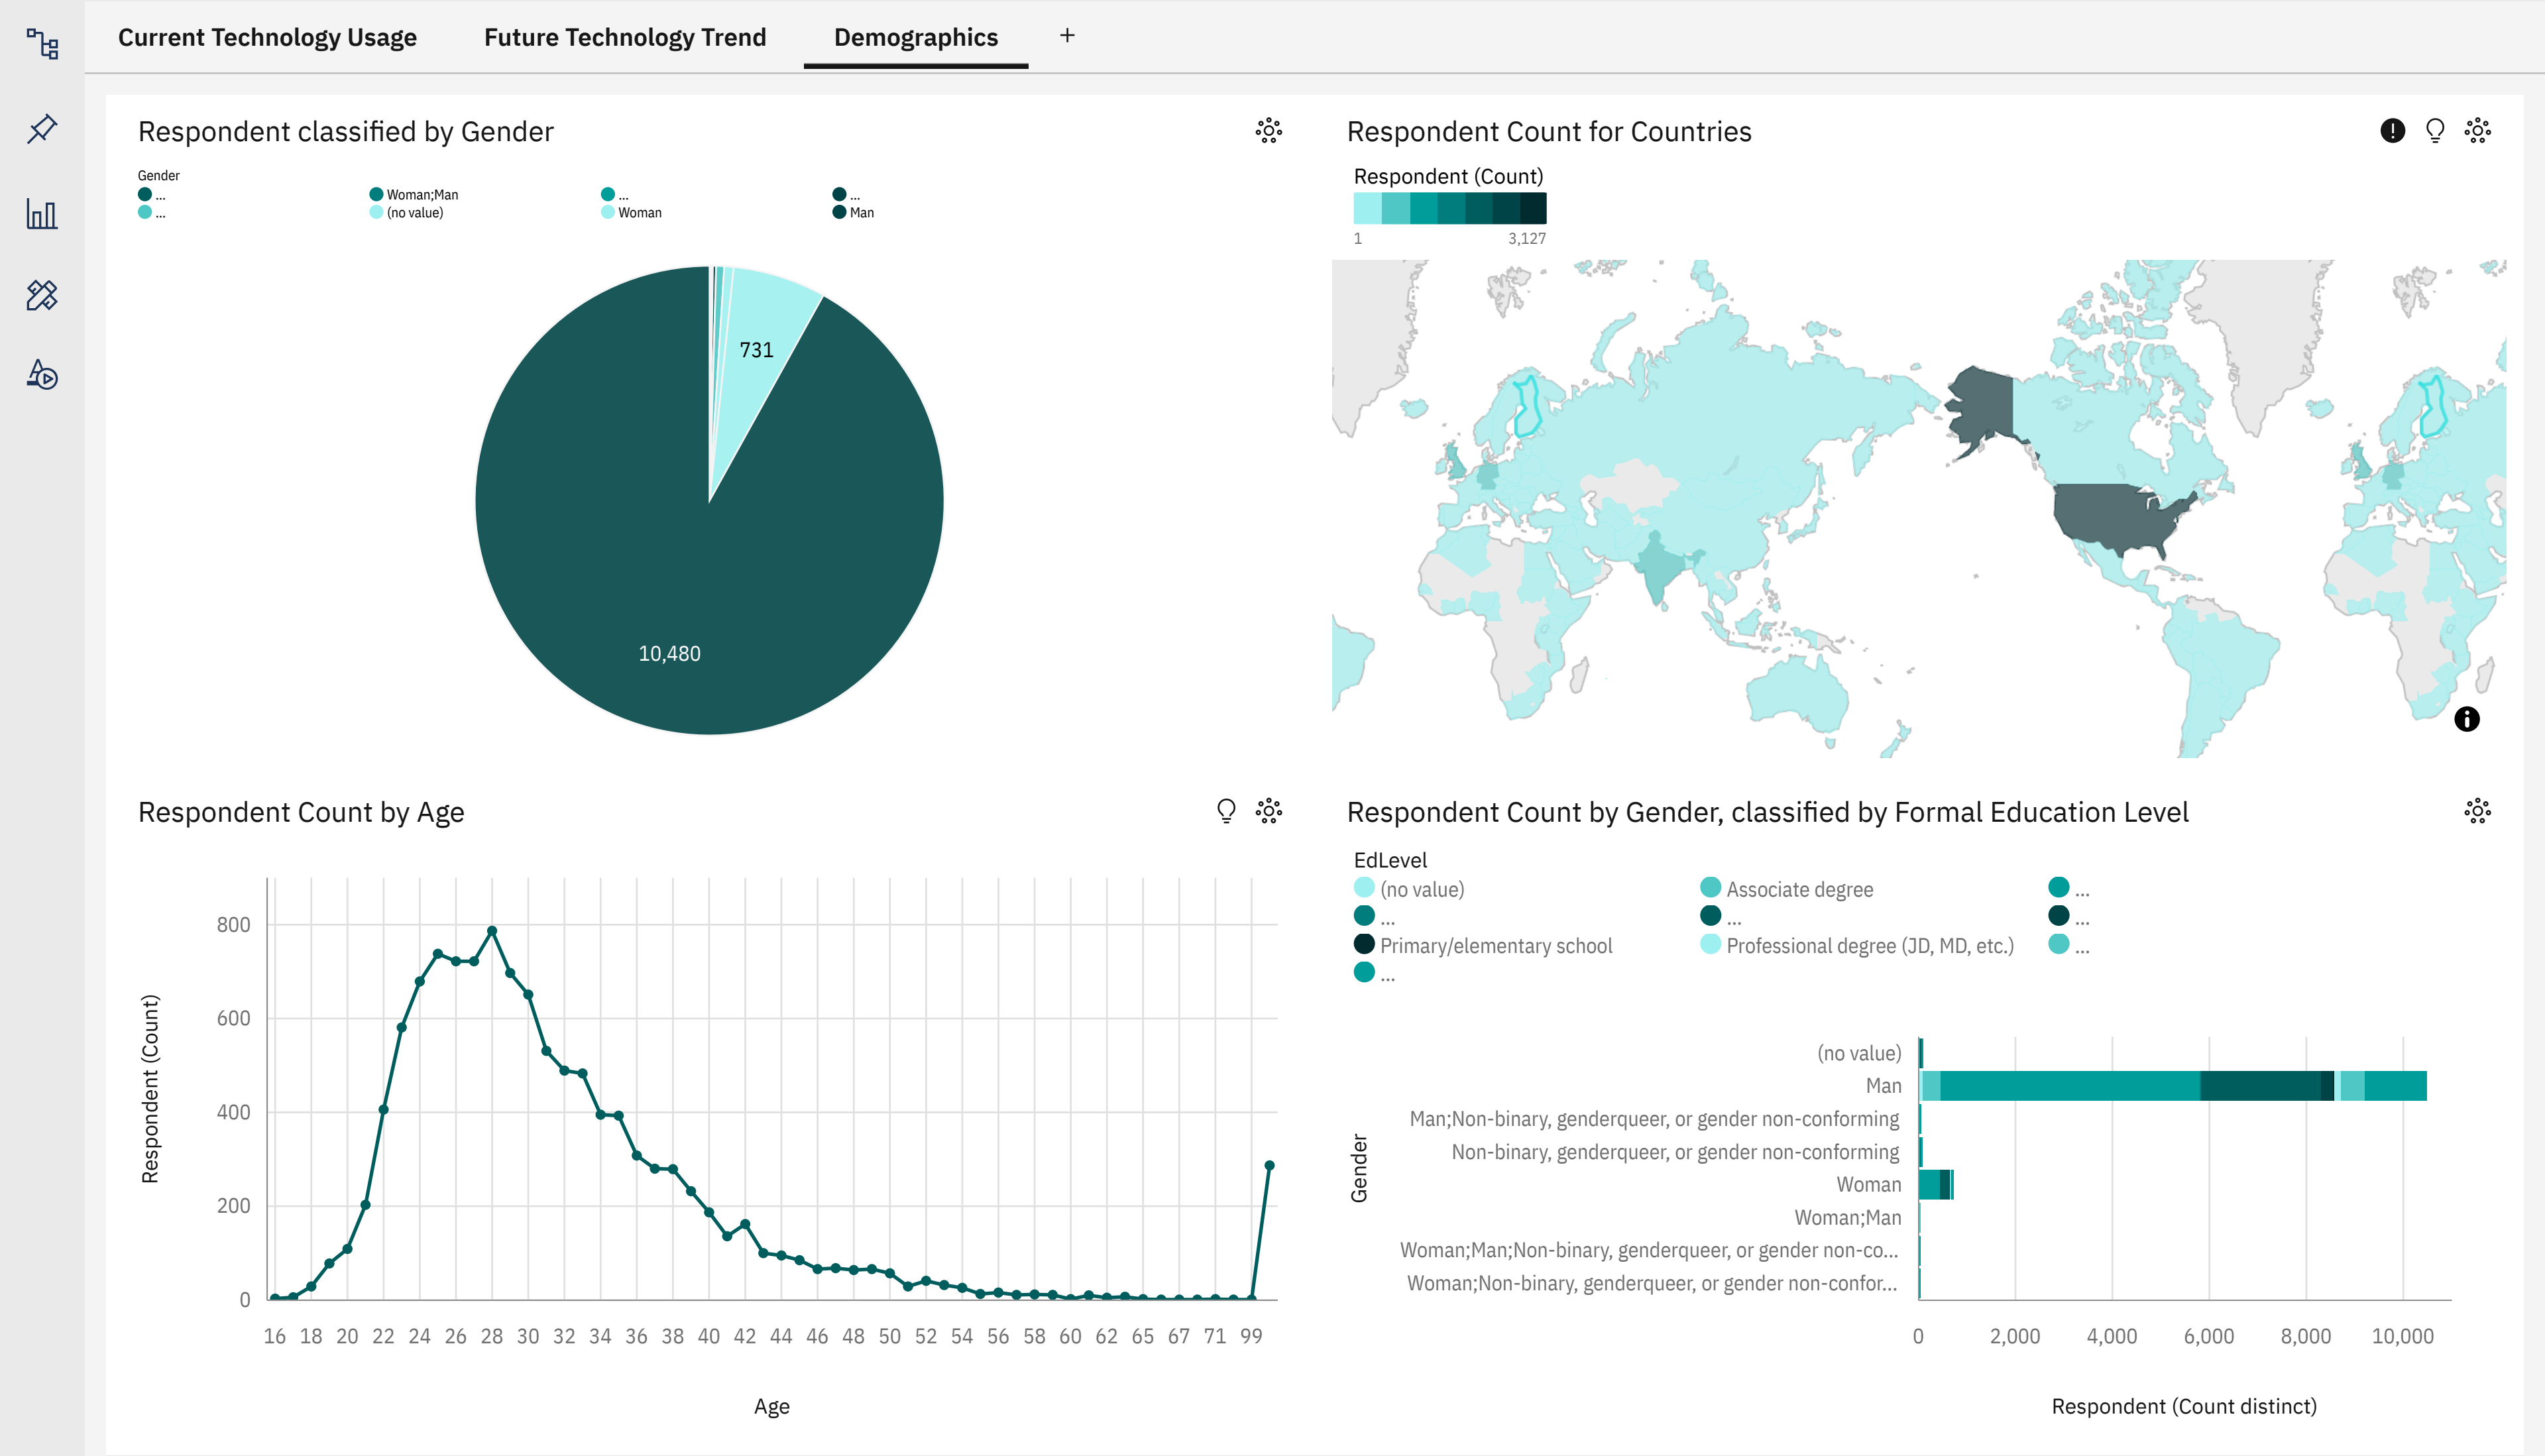 Current Technology Usage Future Technology Trend Demographics +
Respondent classified by Gender
Gender
... Woman;Man ... ...
... (no value) Woman Man
731
10,480
Respondent Count for Countries
Respondent (Count)
1 3,127
Respondent Count by Age
Respondent (Count)
800
600
400
200
0
16 18 20 22 24 26 28 30 32 34 36 38 40 42 44 46 48 50 52 54 56 58 60 62 65 67 71 99
Age
Respondent Count by Gender, classified by Formal Education Level
EdLevel
(no value) Associate degree ...
... ... ...
Primary/elementary school Professional degree (JD, MD, etc.) ...
...
Gender
(no value)
Man
Man;Non-binary, genderqueer, or gender non-conforming
Non-binary, genderqueer, or gender non-conforming
Woman
Woman;Man
Woman;Man;Non-binary, genderqueer, or gender non-co...
Woman;Non-binary, genderqueer, or gender non-confor...
0 2,000 4,000 6,000 8,000 10,000
Respondent (Count distinct)